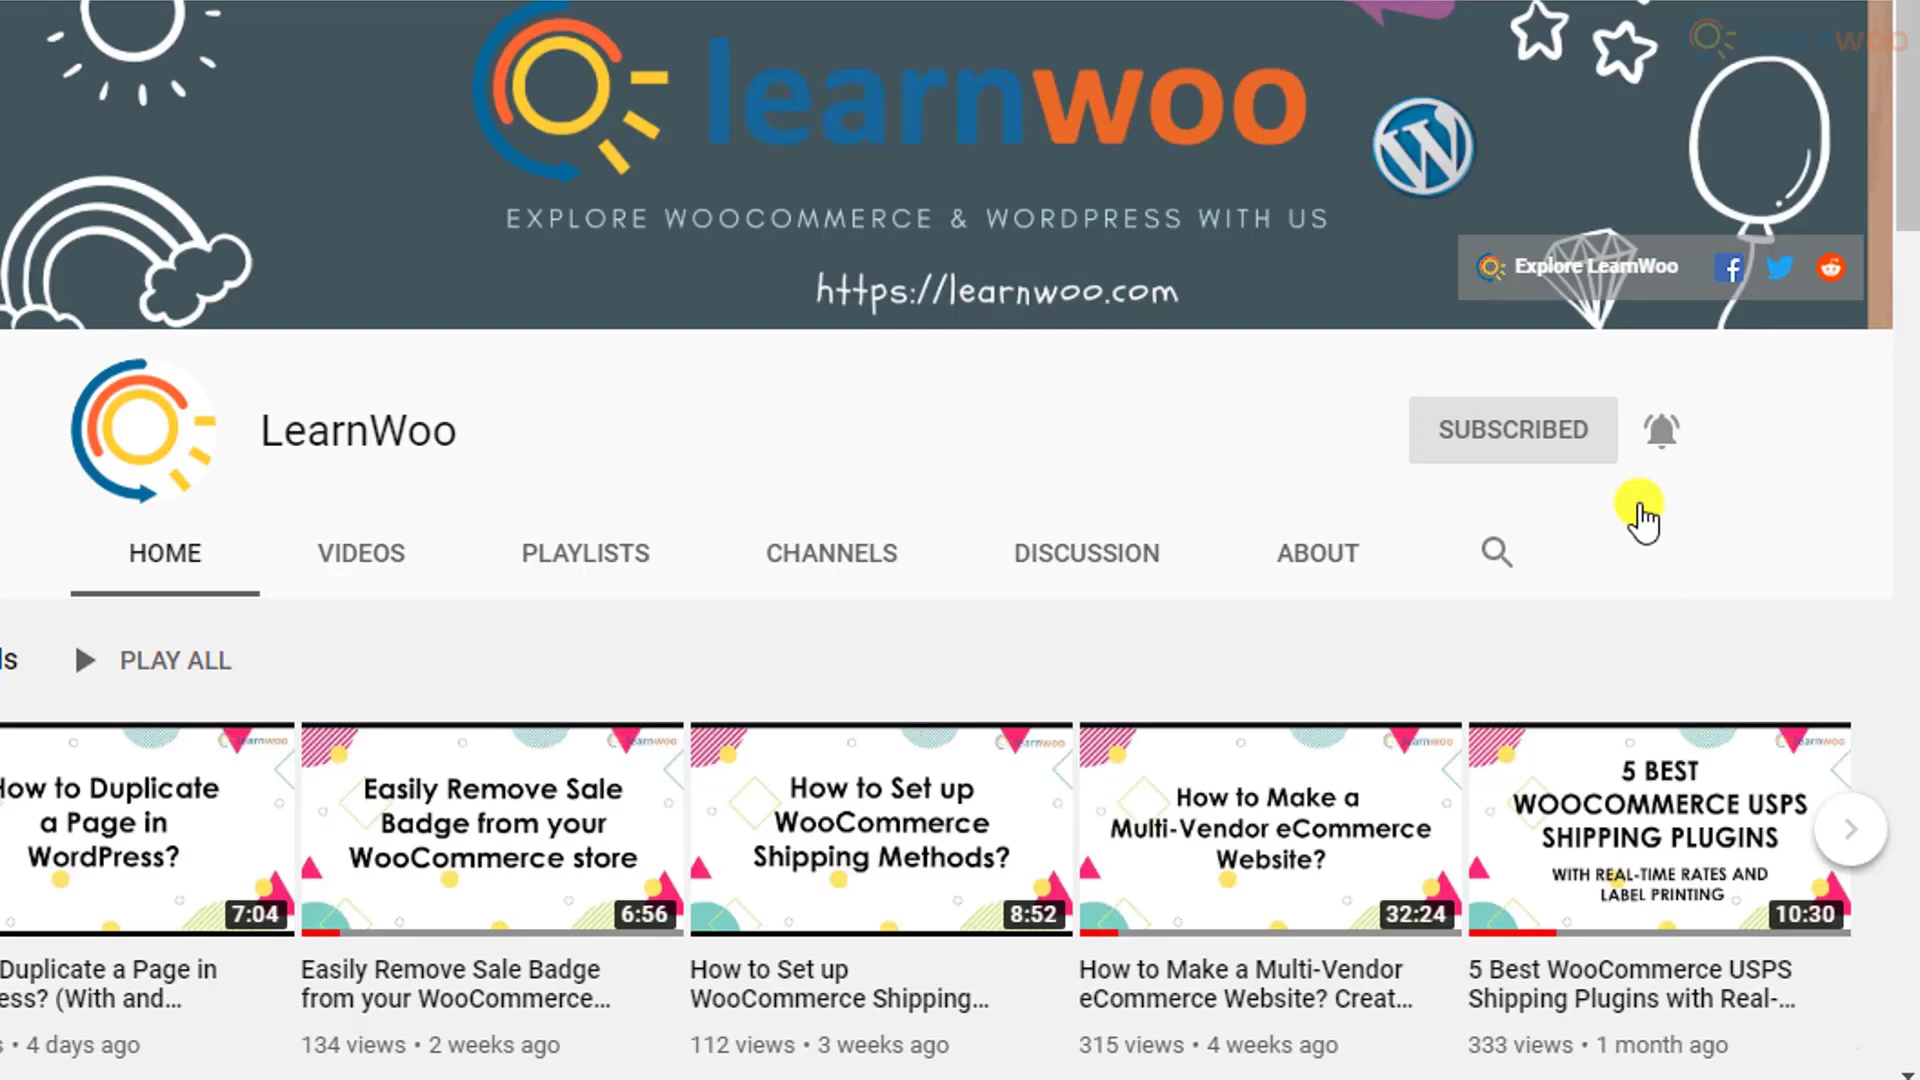 learnwoo
learnwoo
EXPLORE WOOCOMMERCE & WORDPRESS WITH US
https://learnwoo.com
Explore LearnWoo
LearnWoo
SUBSCRIBED
HOME
VIDEOS
PLAYLISTS
CHANNELS
DISCUSSION
ABOUT
ls
PLAY ALL
How to Duplicate
a Page in
WordPress?
7:04
Easily Remove Sale
Badge from your
WooCommerce store
6:56
How to Set up
WooCommerce
Shipping Methods?
8:52
How to Make a
Multi-Vendor eCommerce
Website?
32:24
5 BEST
WOOCOMMERCE USPS
SHIPPING PLUGINS
WITH REAL-TIME RATES AND
LABEL PRINTING
10:30
Duplicate a Page in
ess? (With and...
s • 4 days ago
Easily Remove Sale Badge
from your WooCommerce...
134 views • 2 weeks ago
How to Set up
WooCommerce Shipping...
112 views • 3 weeks ago
How to Make a Multi-Vendor
eCommerce Website? Creat...
315 views • 4 weeks ago
5 Best WooCommerce USPS
Shipping Plugins with Real-...
333 views • 1 month ago